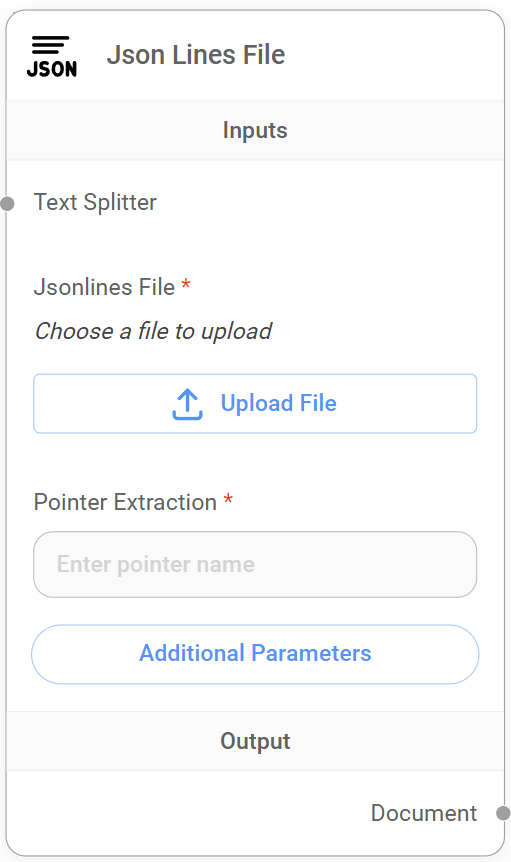 JSON
Json Lines File
Inputs
Text Splitter
Jsonlines File *
Choose a file to upload
Upload File
Pointer Extraction *
Enter pointer name
Additional Parameters
Output
Document